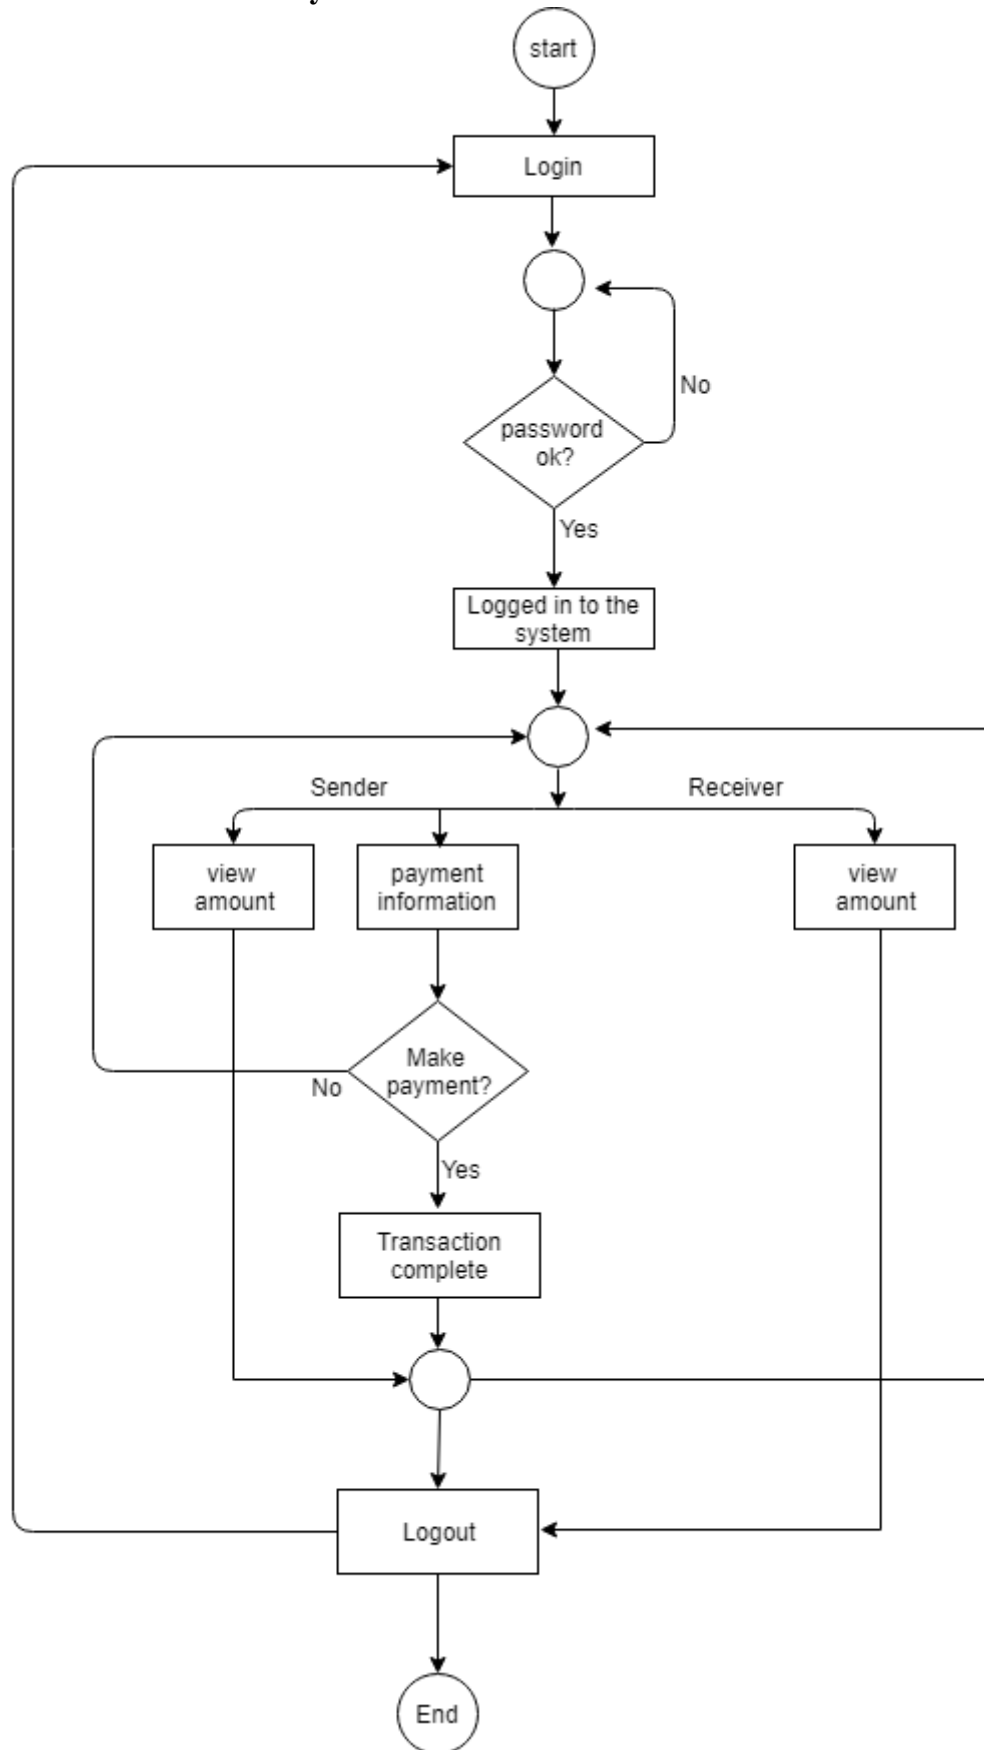 start
Login
No
password
ok?
Yes
Logged in to the
system
Sender
Receiver
view
amount
payment
information
view
amount
Make
payment?
No
Yes
Transaction
complete
Logout
End